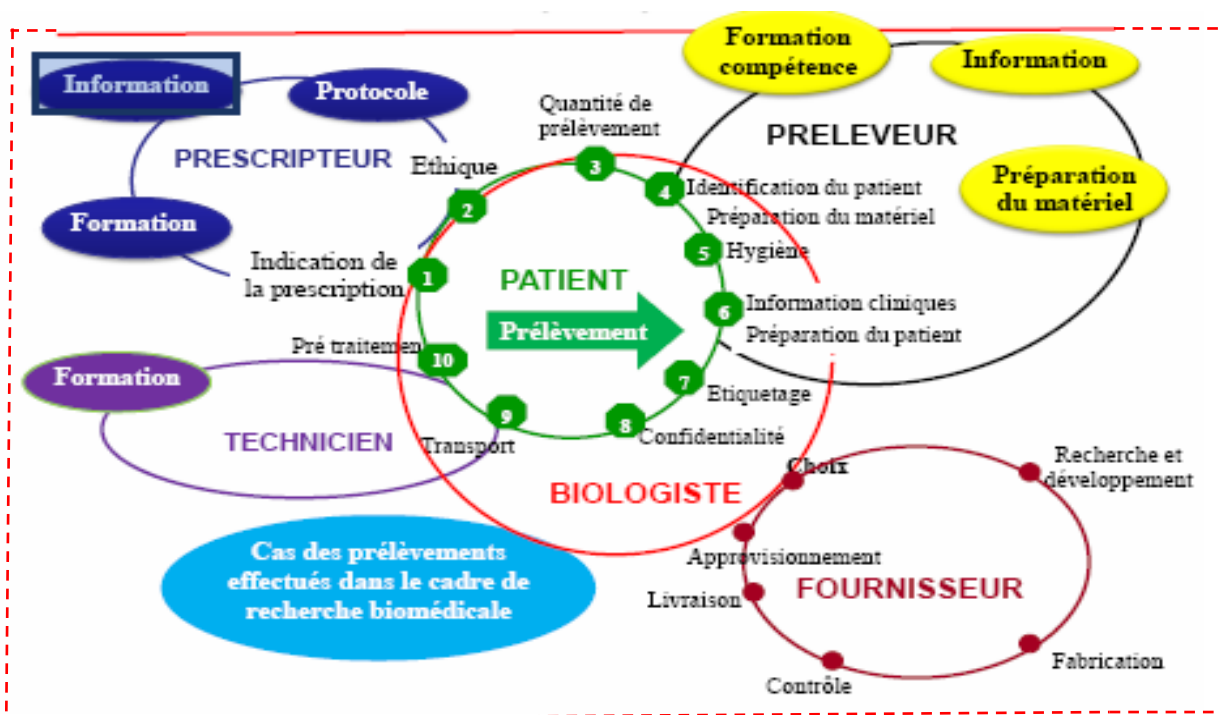 Information
Protocole
PRESCRIPTEUR
Formation
Ethique
Indication de
la prescription
Quantité de
prélèvement
Formation
compétence
Information
PRELEVEUR
Préparation
du matériel
1
2
3
4
5
6
7
8
9
10
Identification du patient
Préparation du matériel
Hygiène
Information cliniques
Préparation du patient
PATIENT
Prélèvement
Etiquetage
Confidentialité
Transport
Pré traitemen
Formation
TECHNICIEN
BIOLOGISTE
Cas des prélèvements
effectués dans le cadre de
recherche biomédicale
Choix
Recherche et
développement
Approvisionnement
Livraison
FOURNISSEUR
Contrôle
Fabrication